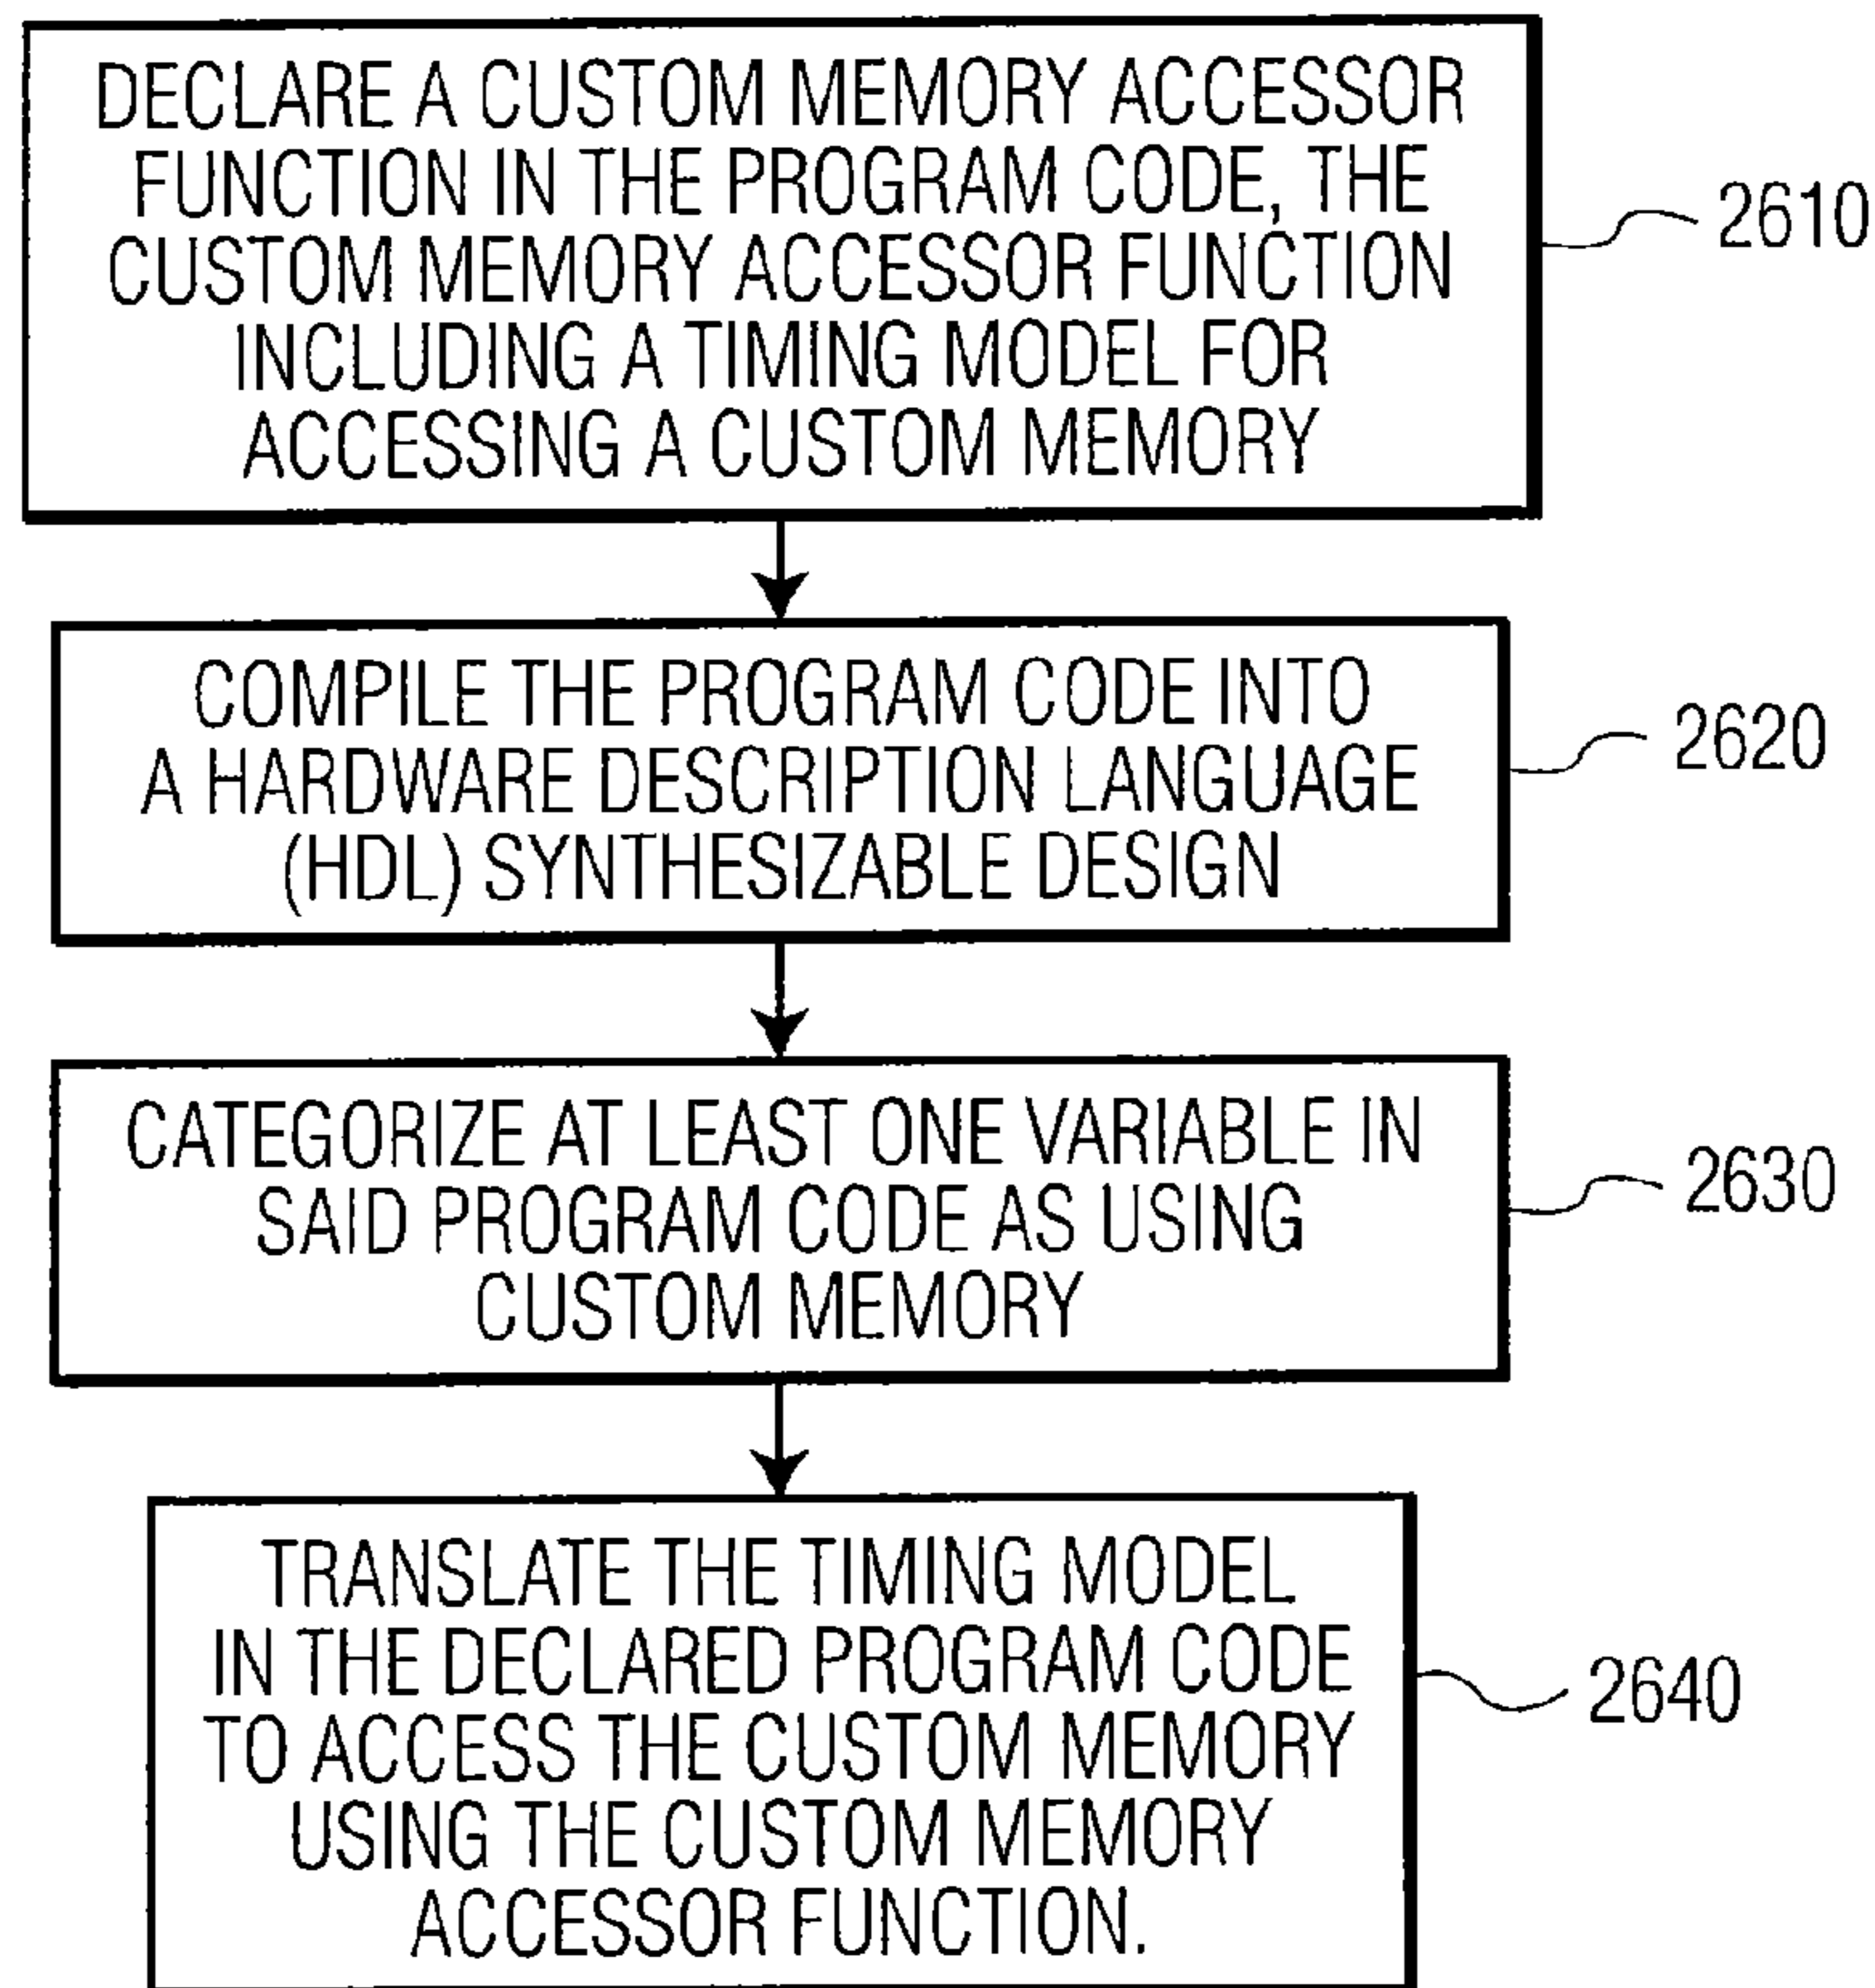 DECLARE A CUSTOM MEMORY ACCESSOR
FUNCTION IN THE PROGRAM CODE, THE
CUSTOM MEMORY ACCESSOR FUNCTION
INCLUDING A TIMING MODEL FOR
ACCESSING A CUSTOM MEMORY
2610
COMPILE THE PROGRAM CODE INTO
A HARDWARE DESCRIPTION LANGUAGE
(HDL) SYNTHESIZABLE DESIGN
2620
CATEGORIZE AT LEAST ONE VARIABLE IN
SAID PROGRAM CODE AS USING
CUSTOM MEMORY
2630
TRANSLATE THE TIMING MODEL
IN THE DECLARED PROGRAM CODE
TO ACCESS THE CUSTOM MEMORY
USING THE CUSTOM MEMORY
ACCESSOR FUNCTION.
2640